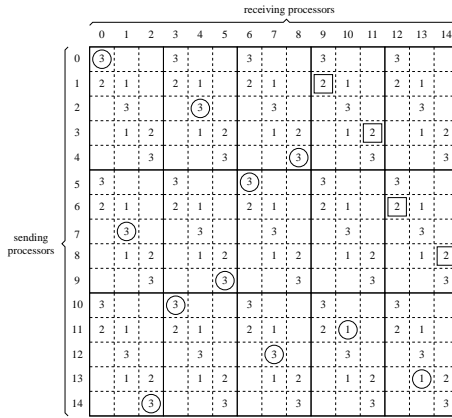 receiving processors
0 1 2 3 4 5 6 7 8 9 10 11 12 13 14
0 3 3 3 3 3
1 2 1 2 1 2 1 2 1 2 1
2 3 3 3 3 3
3 1 2 1 2 1 2 1 2 1 2
4 3 3 3 3 3
5 3 3 3 3 3
6 2 1 2 1 2 1 2 1 2 1
sending
processors
7 3 3 3 3 3
8 1 2 1 2 1 2 1 2 1 2
9 3 3 3 3 3
10 3 3 3 3 3
11 2 1 2 1 2 1 2 1 2 1
12 3 3 3 3 3
13 1 2 1 2 1 2 1 2 1 2
14 3 3 3 3 3